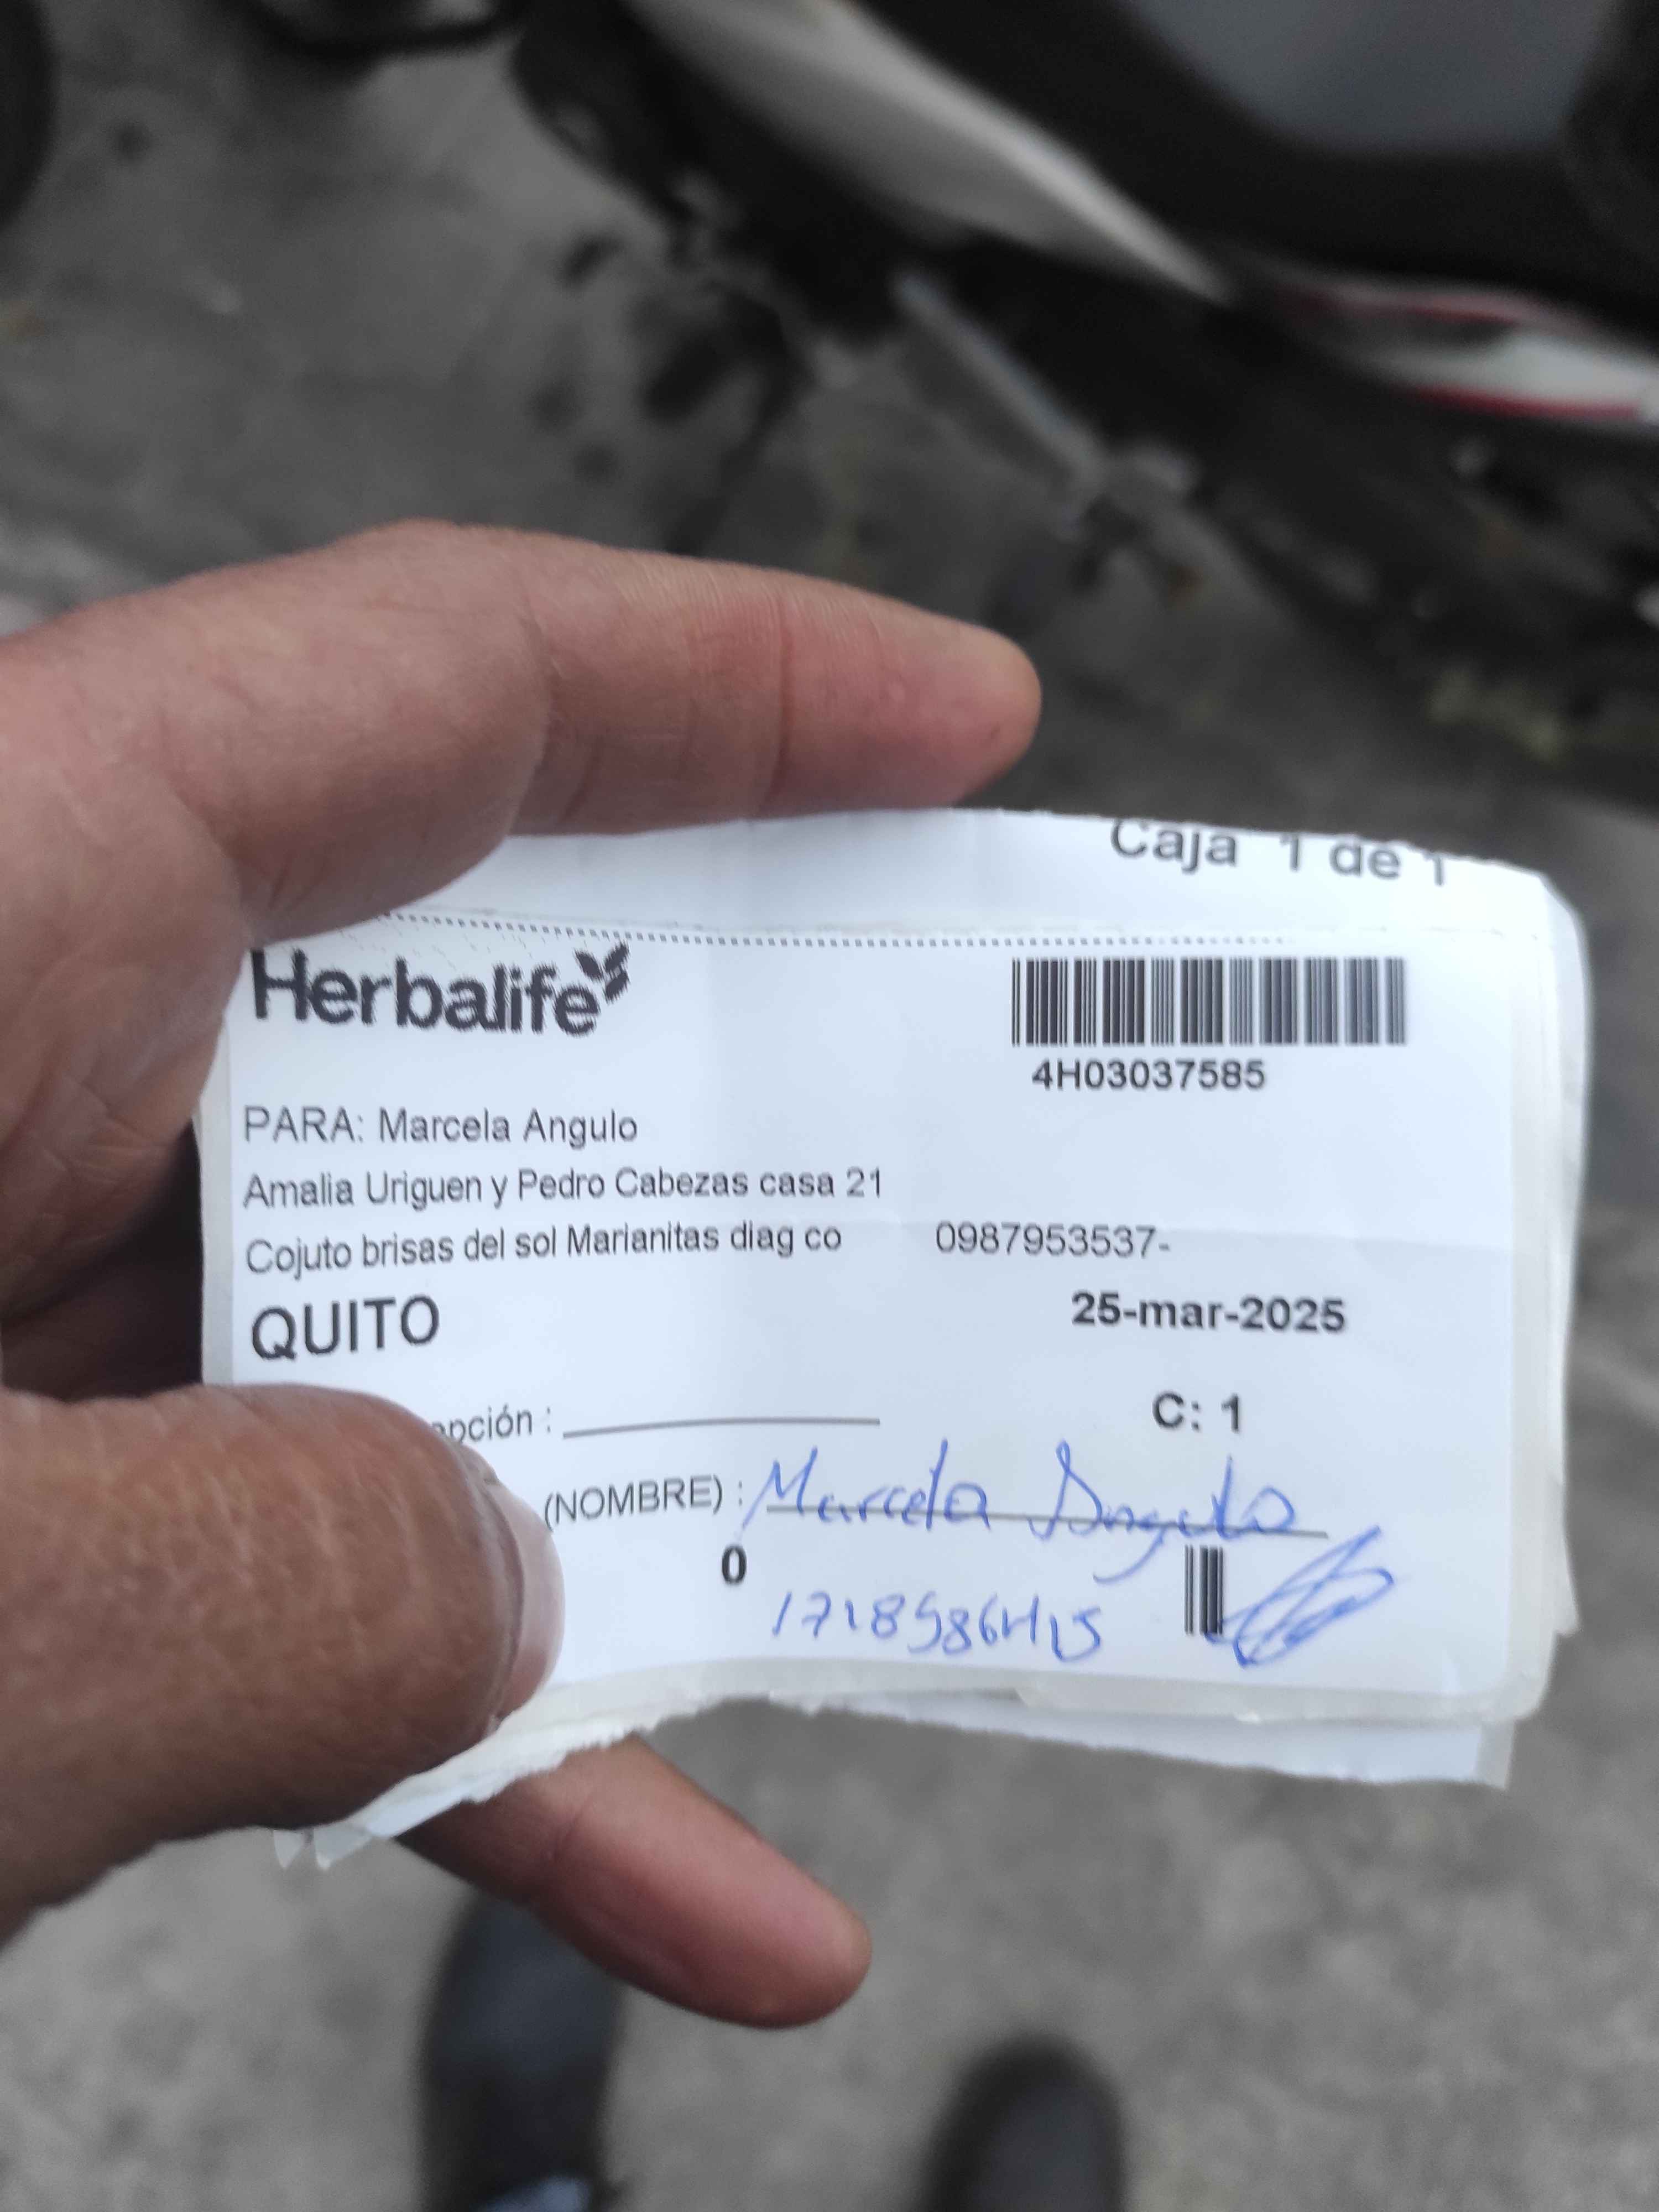 Caja 1 de 1
Herbalife
4H03037585
PARA: Marcela Angulo
Amalia Uriguen y Pedro Cabezas casa 21
Cojuto brisas del sol Marianitas diag co 0987953537-
QUITO 25-mar-2025
pción : C: 1
(NOMBRE) : Marcela Angulo
0